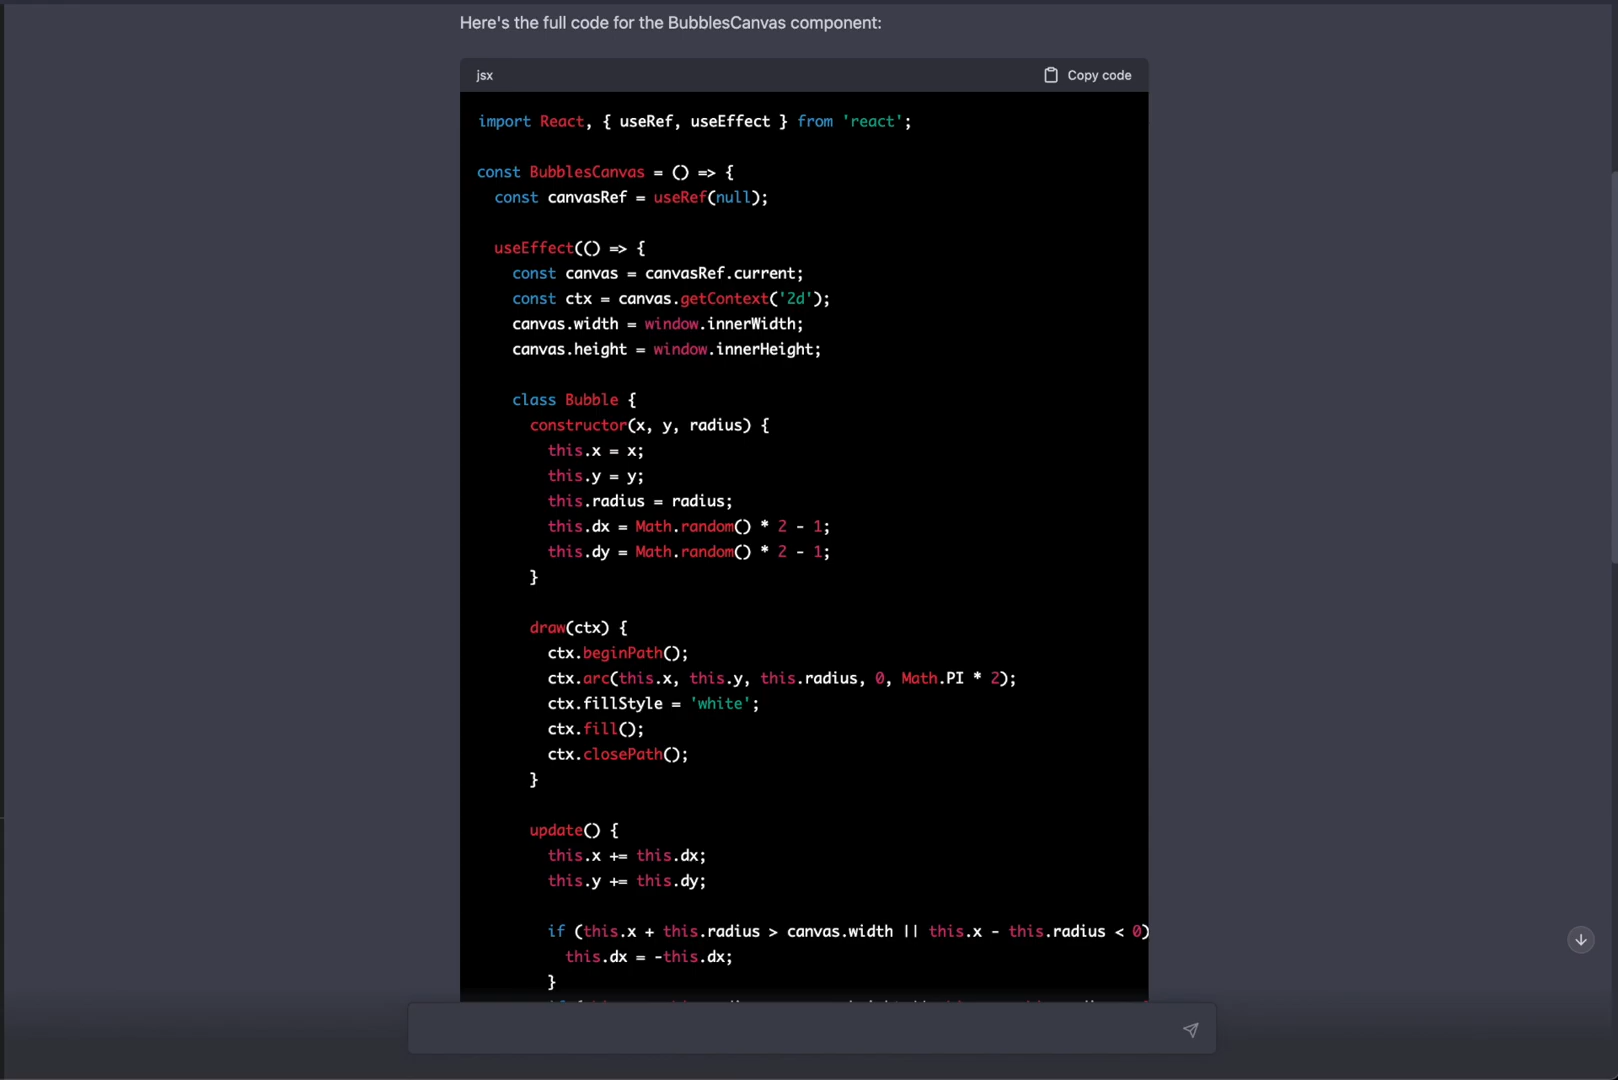 Here's the full code for the BubblesCanvas component:
jsx
Copy code
import React, { useRef, useEffect } from 'react';
const BubblesCanvas = () => {
const canvasRef = useRef(null);
useEffect(() => {
const canvas = canvasRef.current;
const ctx = canvas.getContext('2d');
canvas.width = window.innerWidth;
canvas.height = window.innerHeight;
class Bubble {
constructor(x, y, radius) {
this.x = x;
this.y = y;
this.radius = radius;
this.dx = Math.random() * 2 - 1;
this.dy = Math.random() * 2 - 1;
}
draw(ctx) {
ctx.beginPath();
ctx.arc(this.x, this.y, this.radius, 0, Math.PI * 2);
ctx.fillStyle = 'white';
ctx.fill();
ctx.closePath();
}
update() {
this.x += this.dx;
this.y += this.dy;
if (this.x + this.radius > canvas.width || this.x - this.radius < 0)
this.dx = -this.dx;
}